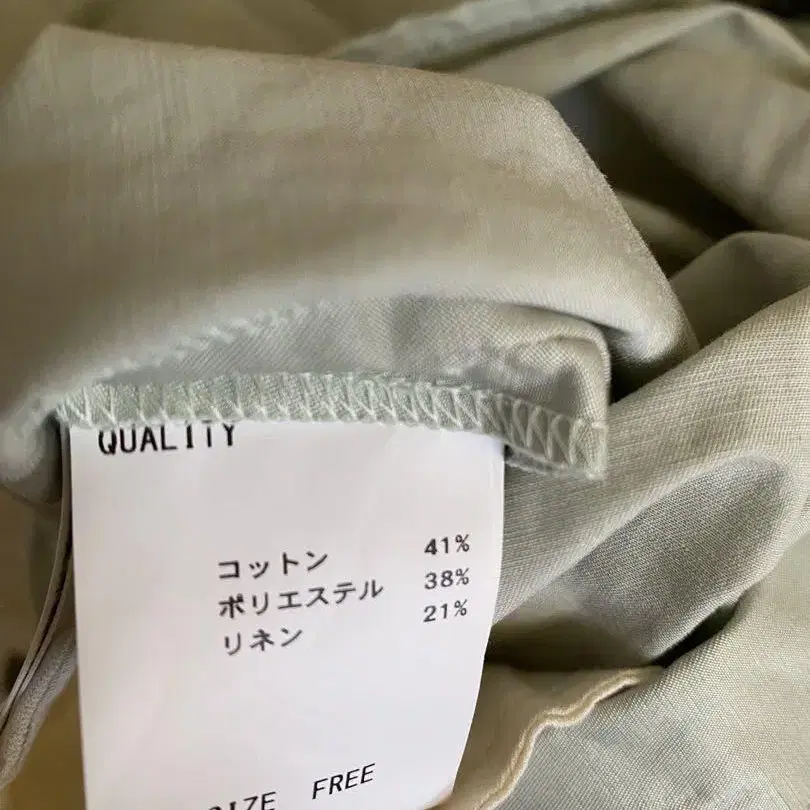 QUALITY
コットン 41%
ポリエステル 38%
リネン 21%
SIZE FREE